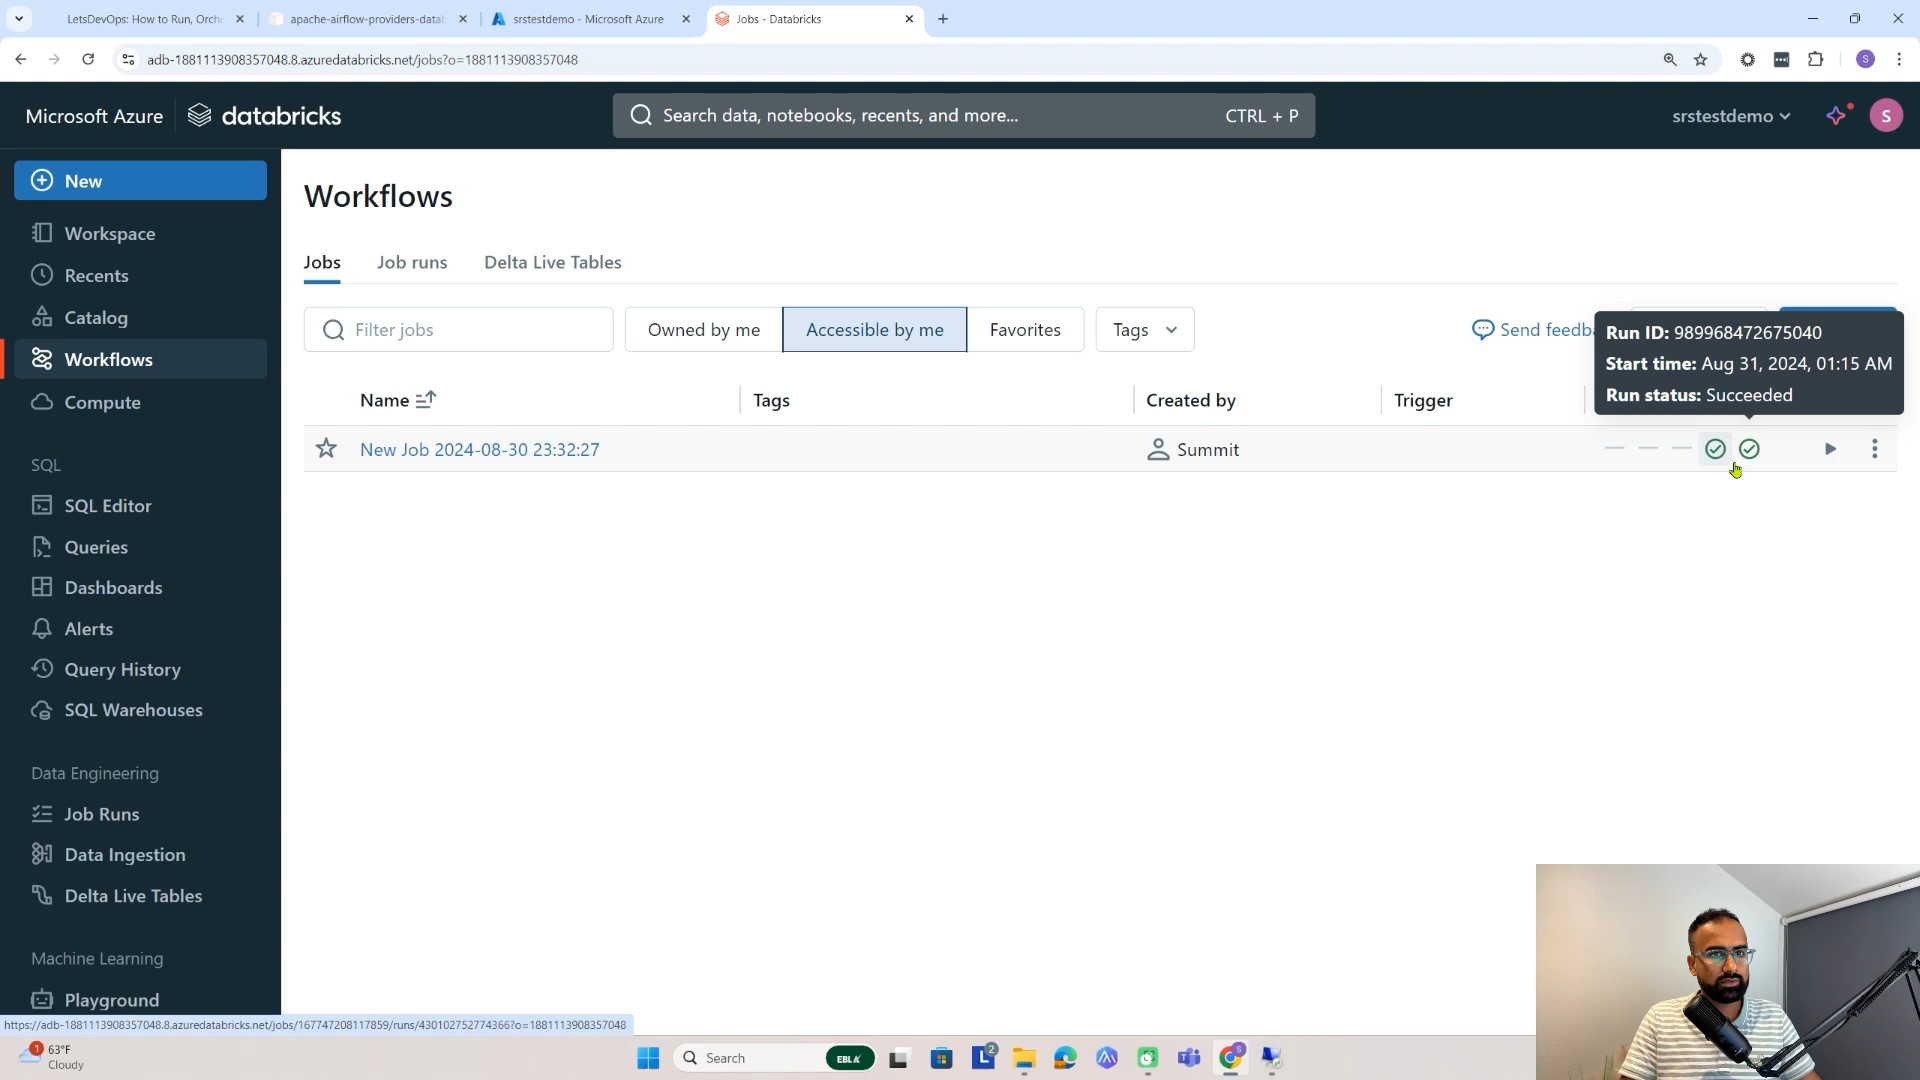 LetsDevOps: How to Run, Orche
apache-airflow-providers-datab
srstestdemo - Microsoft Azure
Jobs - Databricks
adb-1881113908357048.8.azuredatabricks.net/jobs?o=1881113908357048
S
Microsoft Azure
databricks
Search data, notebooks, recents, and more...
CTRL + P
srstestdemo
S
New
Workspace
Recents
Catalog
Workflows
Compute
SQL
SQL Editor
Queries
Dashboards
Alerts
Query History
SQL Warehouses
Data Engineering
Job Runs
Data Ingestion
Delta Live Tables
Machine Learning
Playground
Workflows
Jobs
Job runs
Delta Live Tables
Filter jobs
Owned by me
Accessible by me
Favorites
Tags
Send feedba
Run ID: 989968472675040
Start time: Aug 31, 2024, 01:15 AM
Run status: Succeeded
Name
Tags
Created by
Trigger
New Job 2024-08-30 23:32:27
Summit
https://adb-1881113908357048.8.azuredatabricks.net/jobs/167747208117859/runs/430102752774366?o=1881113908357048
1
63°F
Cloudy
Search
EBLK
L
2
S